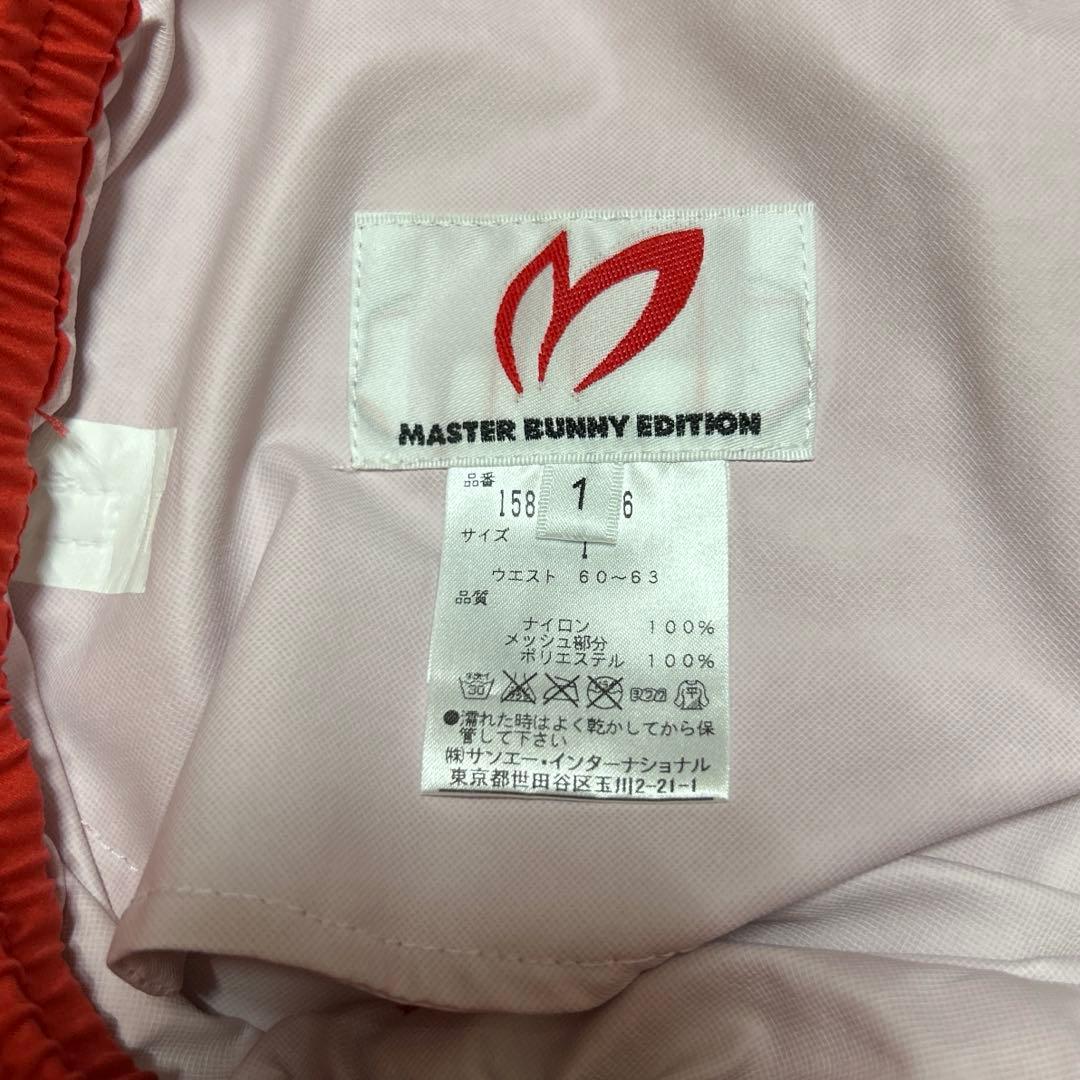 MASTER BUNNY EDITION
品番
158
1
6
サイズ
1
ウエスト 60～63
品質
ナイロン 100%
メッシュ部分
ポリエステル 100%
30
平
●濡れた時はよく乾かしてから保
管して下さい
㈱サンエー・インターナショナル
東京都世田谷区玉川2-21-1